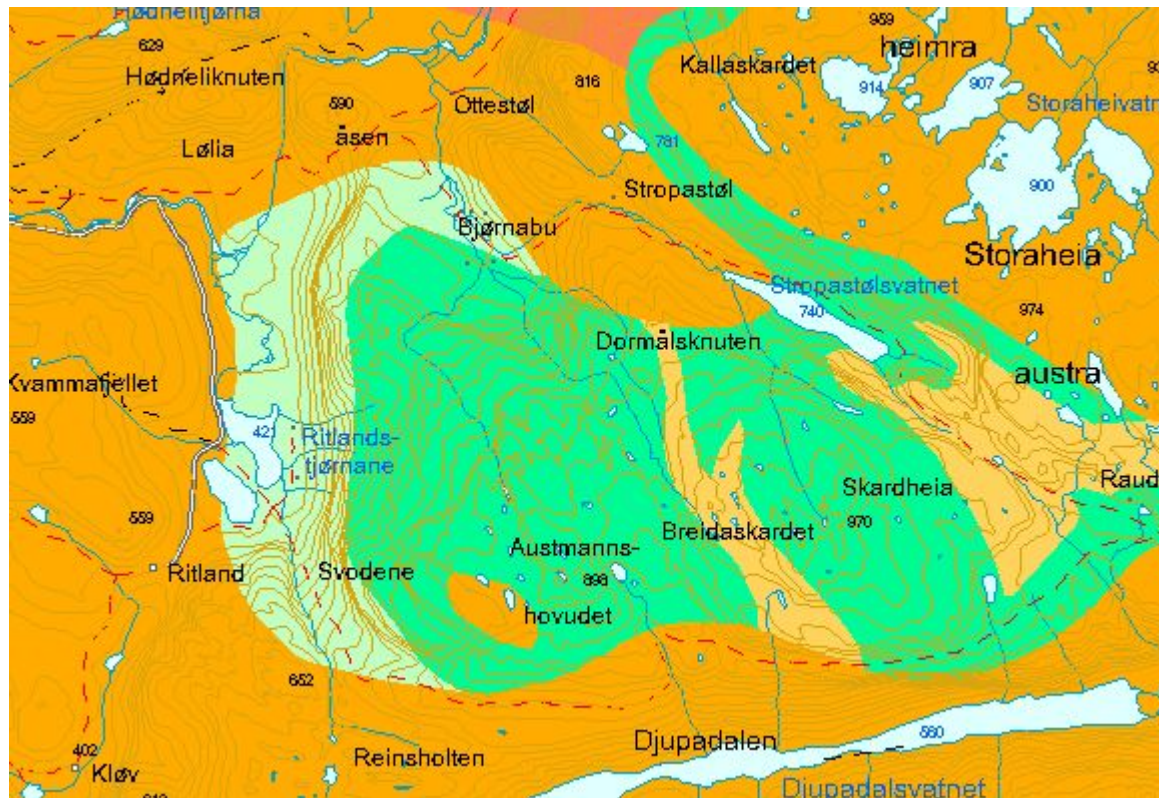 Hødnelitjørna
959
629
heimra
Hødneliknuten
Kallaskardet
816
914
907
590
Ottestøl
Storaheivatn
åsen
Lølia
781
Stropastøl
900
Bjørnabu
Storaheia
Stropastølsvatnet
974
740
Dormålsknuten
austra
Kvammafjellet
559
421
Ritlands-
tjørnane
Skardheia
Raud
559
Breidaskardet
970
Austmanns-
Ritland
Svodene
898
hovudet
652
Djupadalen
560
402
Reinsholten
Kløv
Djupadalsvatnet